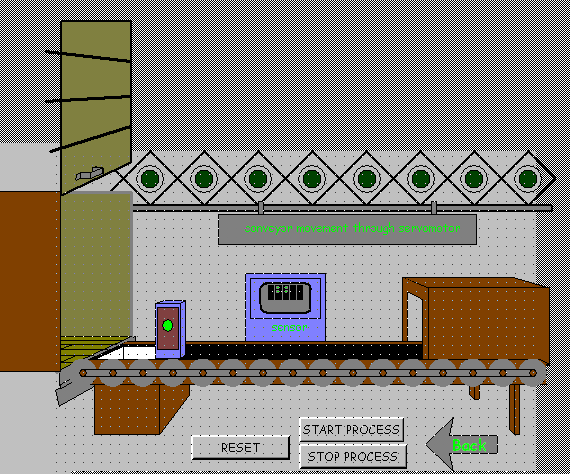 conveyor movement through servomotor
START PROCESS
RESET
STOP PROCESS
Back